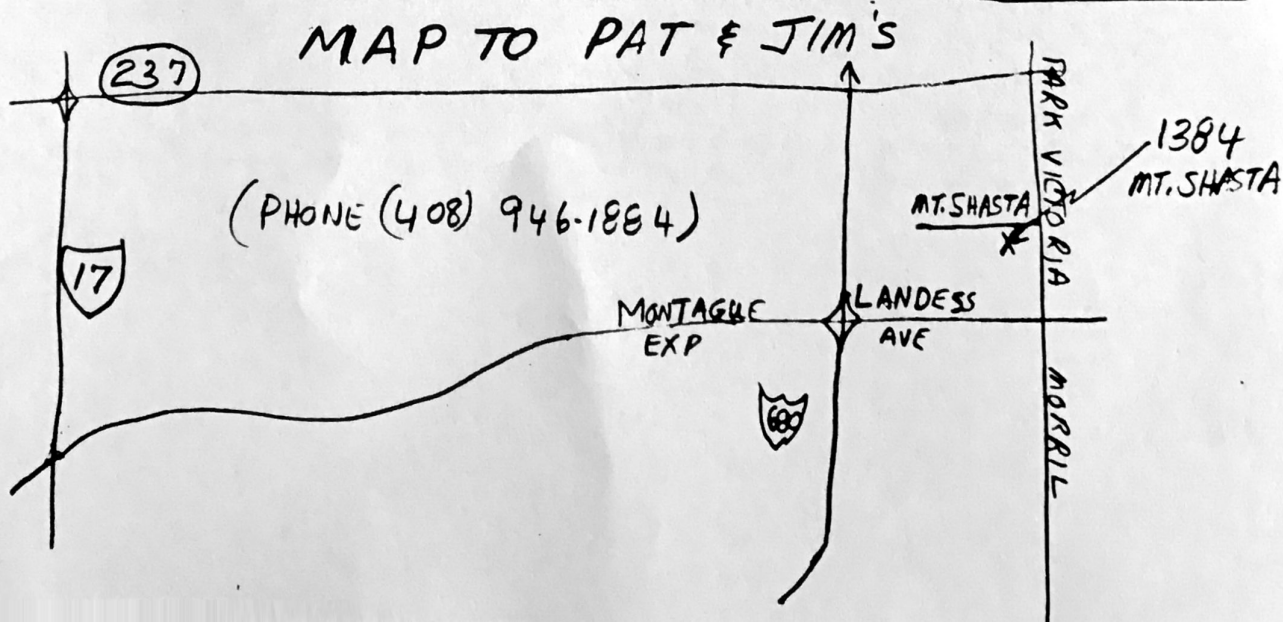 MAP TO PAT & JIM'S
237
PARK VICTORIA
1384
MT. SHASTA
(PHONE (408) 946-1884)
MT. SHASTA
17
MONTAGUE
EXP
LANDESS
AVE
680
MORRIL